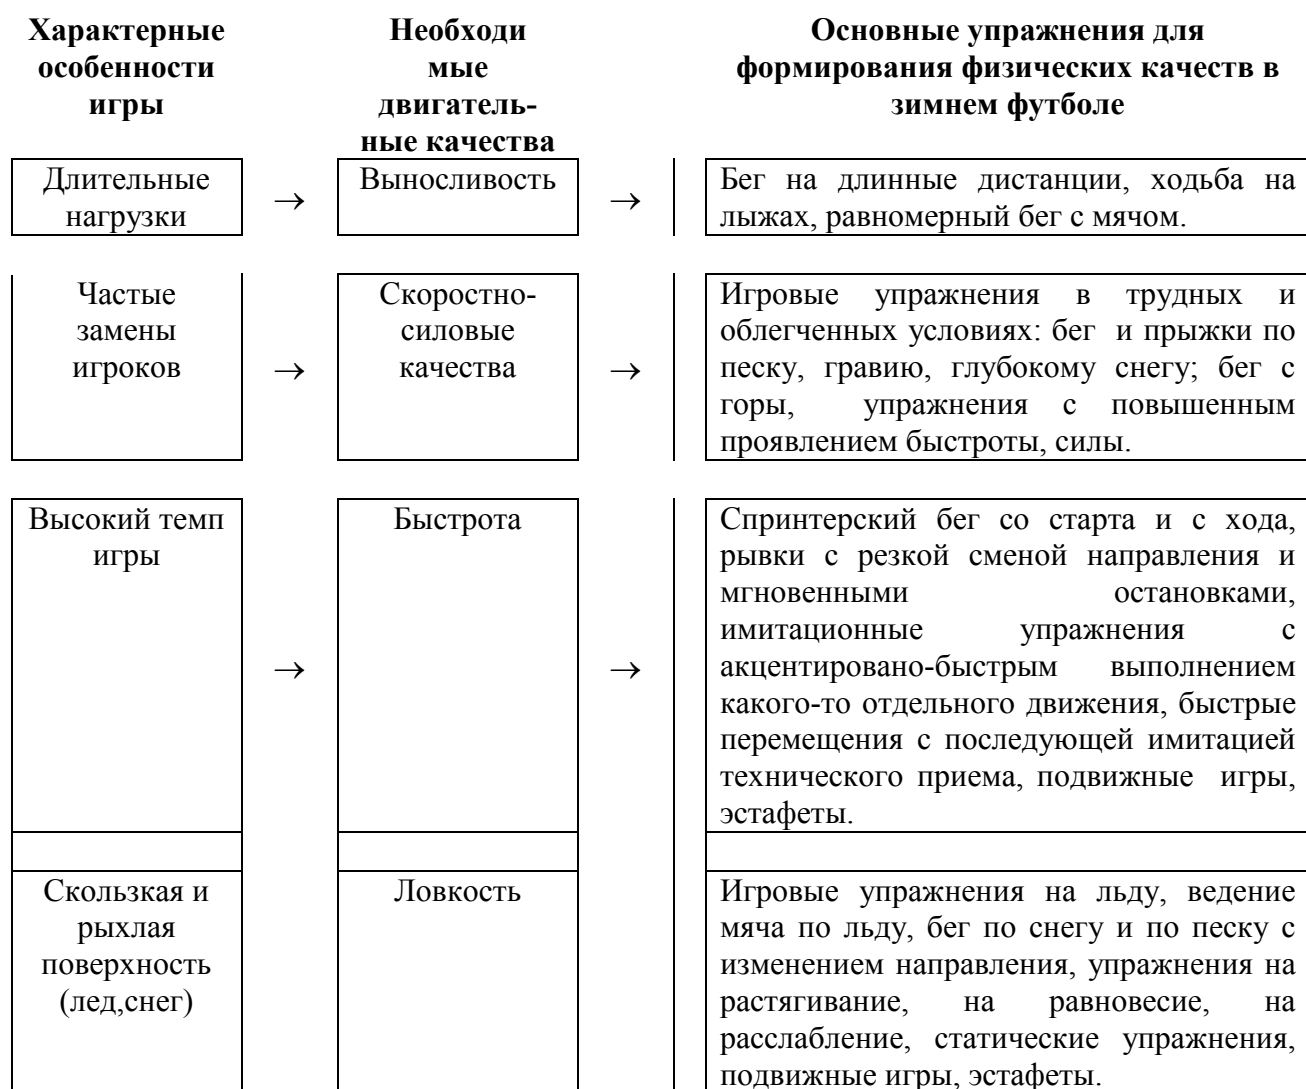 Характерные
особенности
игры
Необходи
мые
двигатель-
ные качества
Основные упражнения для
формирования физических качеств в
зимнем футболе
Длительные
нагрузки
→
Выносливость
→
Бег на длинные дистанции, ходьба на
лыжах, равномерный бег с мячом.
Частые
замены
игроков
→
Скоростно-
силовые
качества
→
Игровые упражнения в трудных и
облегченных условиях: бег и прыжки по
песку, гравию, глубокому снегу; бег с
горы, упражнения с повышенным
проявлением быстроты, силы.
Высокий темп
игры
→
Быстрота
→
Спринтерский бег со старта и с хода,
рывки с резкой сменой направления и
мгновенными остановками,
имитационные упражнения с
акцентировано-быстрым выполнением
какого-то отдельного движения, быстрые
перемещения с последующей имитацией
технического приема, подвижные игры,
эстафеты.
Скользкая и
рыхлая
поверхность
(лед,снег)
Ловкость
Игровые упражнения на льду, ведение
мяча по льду, бег по снегу и по песку с
изменением направления, упражнения на
растягивание, на равновесие, на
расслабление, статические упражнения,
подвижные игры, эстафеты.